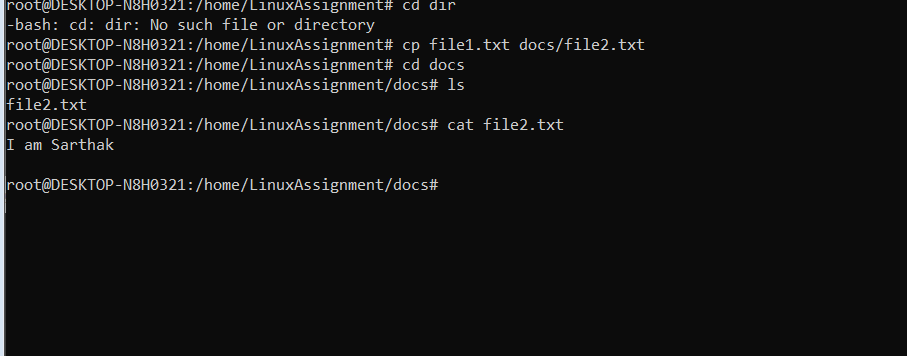 root@DESKTOP-N8H0321:/home/LinuxAssignment# cd dir
-bash: cd: dir: No such file or directory
root@DESKTOP-N8H0321:/home/LinuxAssignment# cp file1.txt docs/file2.txt
root@DESKTOP-N8H0321:/home/LinuxAssignment# cd docs
root@DESKTOP-N8H0321:/home/LinuxAssignment/docs# ls
file2.txt
root@DESKTOP-N8H0321:/home/LinuxAssignment/docs# cat file2.txt
I am Sarthak
root@DESKTOP-N8H0321:/home/LinuxAssignment/docs#